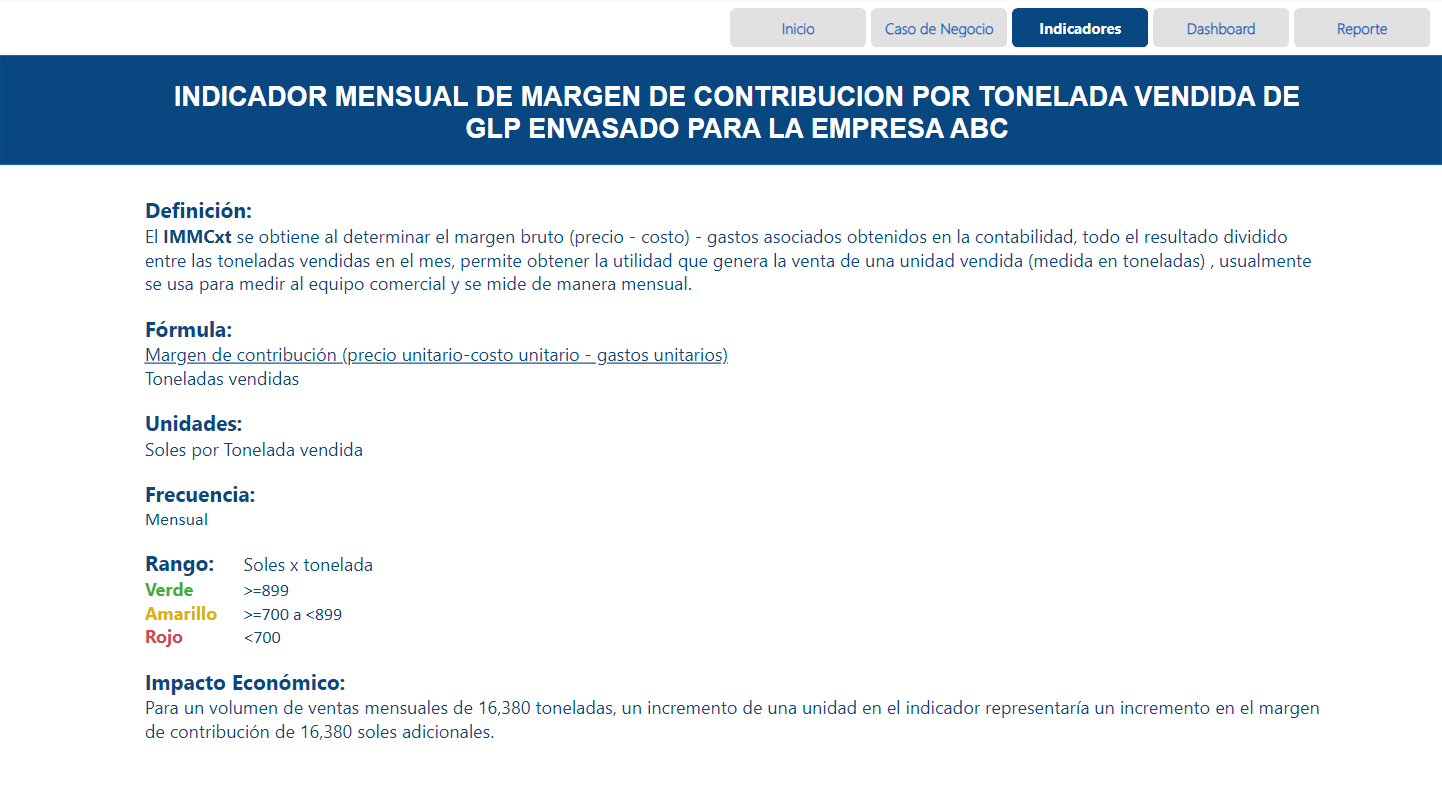 Inicio
Caso de Negocio
Indicadores
Dashboard
Reporte
INDICADOR MENSUAL DE MARGEN DE CONTRIBUCION POR TONELADA VENDIDA DE
GLP ENVASADO PARA LA EMPRESA ABC
Definición:
El IMMCxt se obtiene al determinar el margen bruto (precio - costo) - gastos asociados obtenidos en la contabilidad, todo el resultado dividido
entre las toneladas vendidas en el mes, permite obtener la utilidad que genera la venta de una unidad vendida (medida en toneladas) , usualmente
se usa para medir al equipo comercial y se mide de manera mensual.
Fórmula:
Margen de contribución (precio unitario-costo unitario - gastos unitarios)
Toneladas vendidas
Unidades:
Soles por Tonelada vendida
Frecuencia:
Mensual
Rango: Soles x tonelada
Verde >=899
Amarillo >=700 a <899
Rojo <700
Impacto Económico:
Para un volumen de ventas mensuales de 16,380 toneladas, un incremento de una unidad en el indicador representaría un incremento en el margen
de contribución de 16,380 soles adicionales.